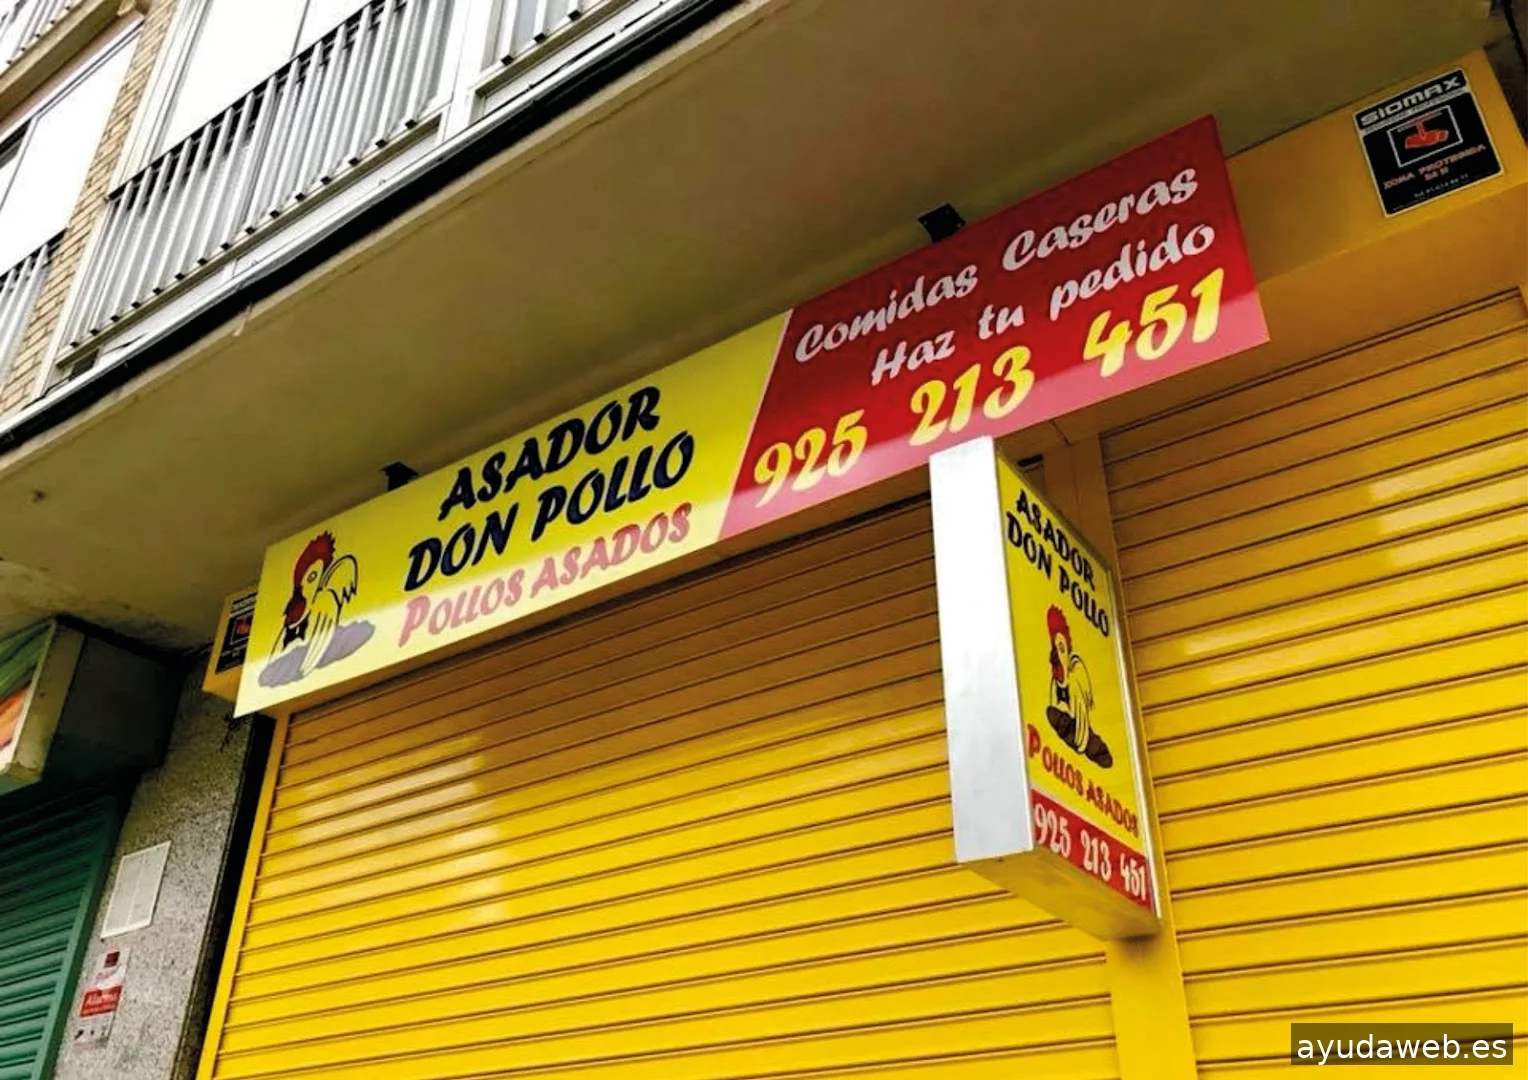 ASADOR
DON POLLO
POLLOS ASADOS
Comidas Caseras
Haz tu pedido
925 213 451
ASADOR
DON POLLO
POLLOS ASADOS
925 213 451
SIOMAX
ZONA PROTEGIDA
ayudaweb.es